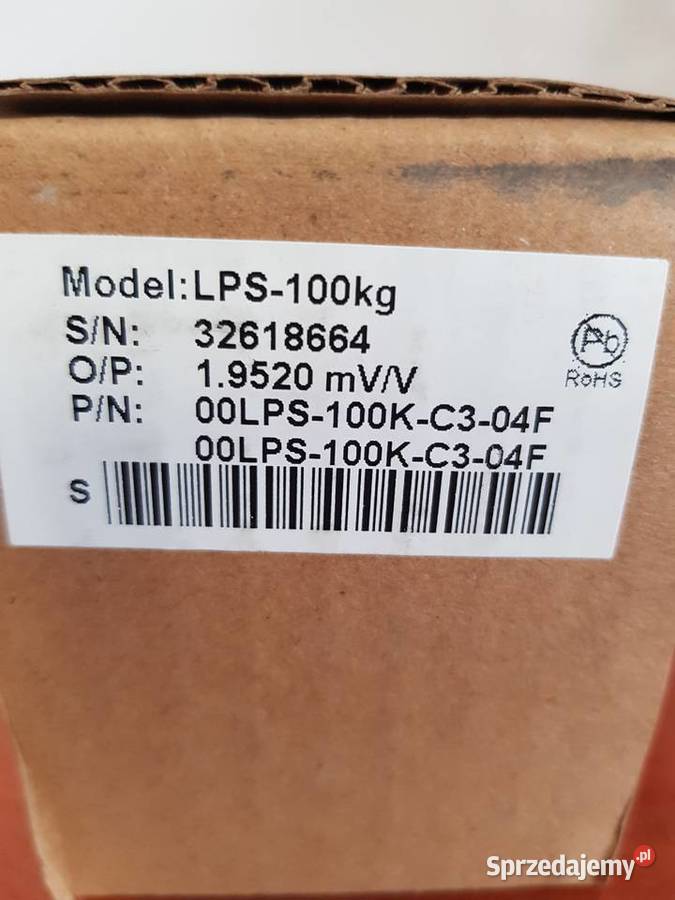 Model:LPS-100kg
S/N: 32618664
O/P: 1.9520 mV/V
P/N: 00LPS-100K-C3-04F
00LPS-100K-C3-04F
S
Pb
RoHS
Sprzedajemy.pl